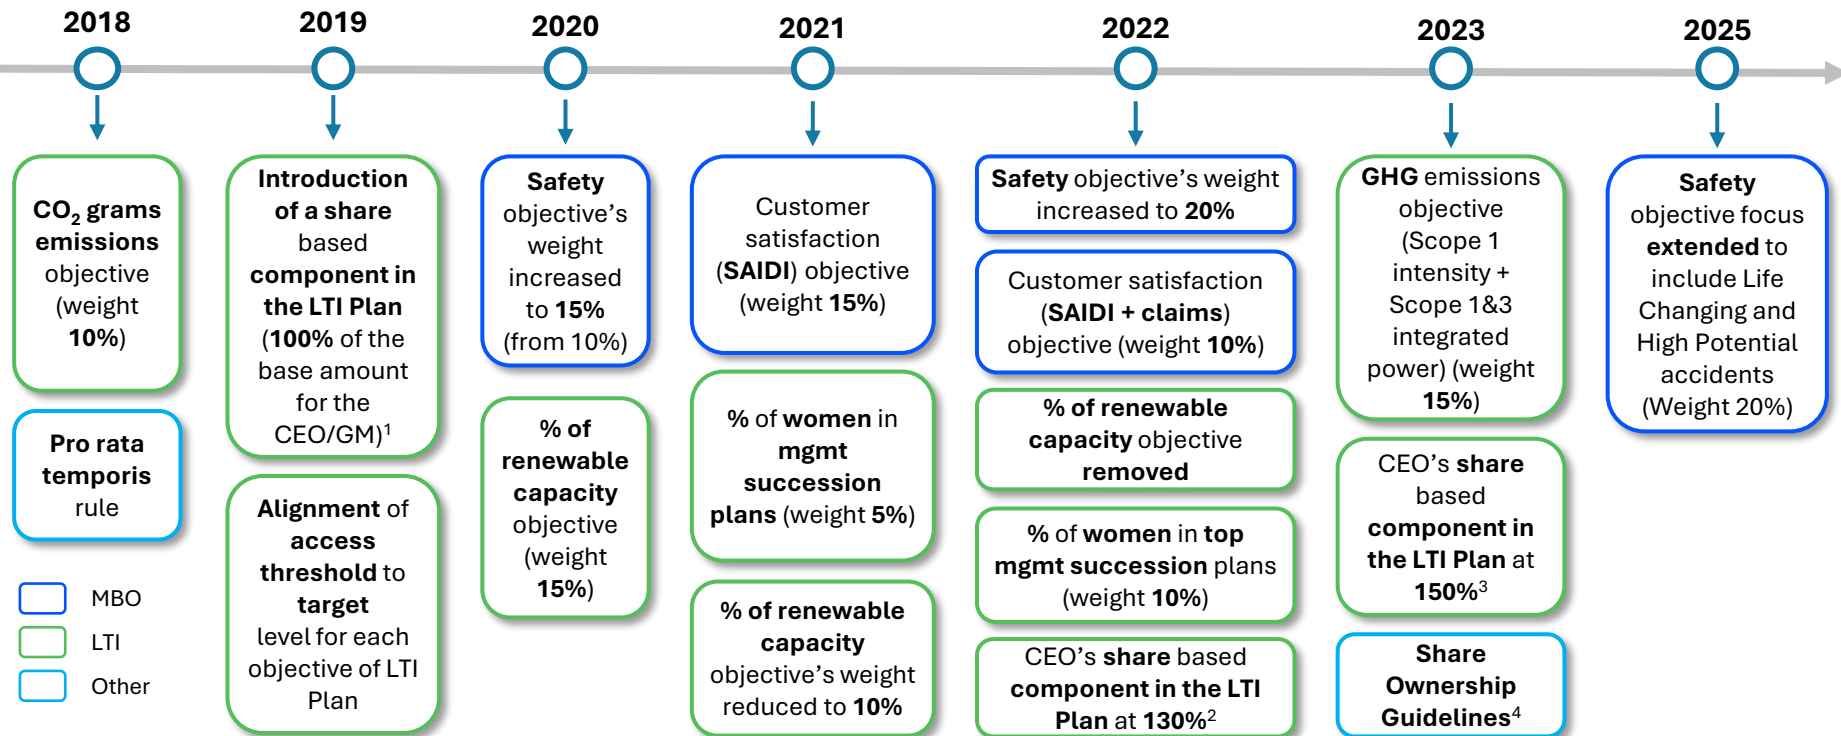 2018
2019
2020
2021
2022
2023
2025
CO2 grams
emissions
objective
(weight
10%)
Pro rata
temporis
rule
Introduction
of a share
based
component in
the LTI Plan
(100% of the
base amount
for the
CEO/GM)1
Alignment of
access
threshold to
target
level for each
objective of LTI
Plan
Safety
objective's
weight
increased
to 15%
(from 10%)
% of
renewable
capacity
objective
(weight
15%)
Customer
satisfaction
(SAIDI) objective
(weight 15%)
% of women in
mgmt
succession
plans (weight 5%)
% of renewable
capacity
objective's weight
reduced to 10%
Safety objective's weight
increased to 20%
Customer satisfaction
(SAIDI + claims)
objective (weight 10%)
% of renewable
capacity objective
removed
% of women in top
mgmt succession plans
(weight 10%)
CEO's share based
component in the LTI
Plan at 130%2
GHG emissions
objective
(Scope 1
intensity +
Scope 1&3
integrated
power) (weight
15%)
CEO's share
based
component in
the LTI Plan at
150%3
Share
Ownership
Guidelines4
Safety
objective focus
extended to
include Life
Changing and
High Potential
accidents
(Weight 20%)
MBO
LTI
Other